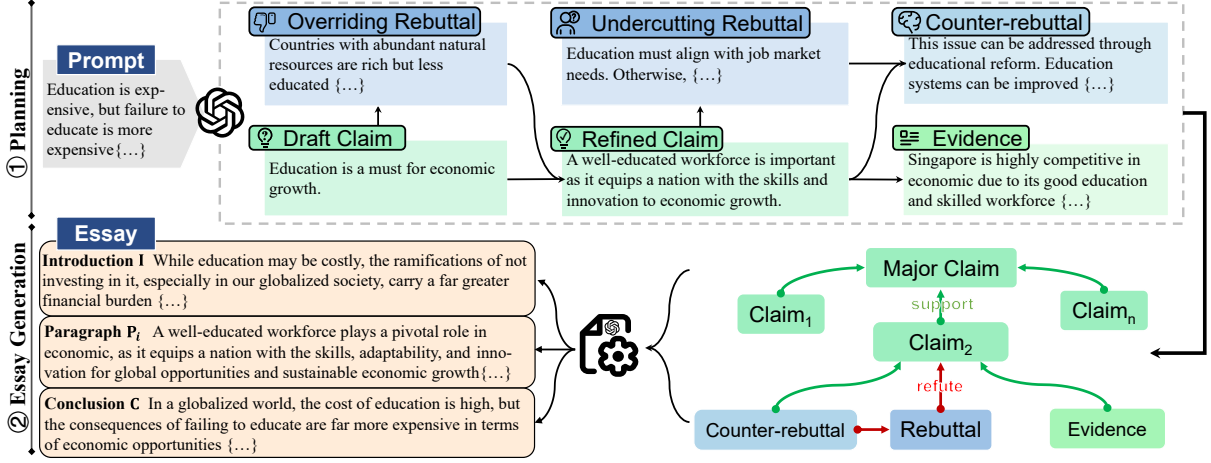 ① Planning
Prompt
Education is exp-
ensive, but failure to
educate is more
expensive{…}
Overriding Rebuttal
Countries with abundant natural
resources are rich but less
educated {…}
Undercutting Rebuttal
Education must align with job market
needs. Otherwise, {…}
Counter-rebuttal
This issue can be addressed through
educational reform. Education
systems can be improved {…}
Draft Claim
Education is a must for economic
growth.
Refined Claim
A well-educated workforce is important
as it equips a nation with the skills and
innovation to economic growth.
Evidence
Singapore is highly competitive in
economic due to its good education
and skilled workforce {…}
② Essay Generation
Essay
Introduction I While education may be costly, the ramifications of not
investing in it, especially in our globalized society, carry a far greater
financial burden {…}
Paragraph P𝑖 A well-educated workforce plays a pivotal role in
economic, as it equips a nation with the skills, adaptability, and inno-
vation for global opportunities and sustainable economic growth{…}
Conclusion C In a globalized world, the cost of education is high, but
the consequences of failing to educate are far more expensive in terms
of economic opportunities {…}
Major Claim
Claim1
support
Claimn
Claim2
refute
Counter-rebuttal
Rebuttal
Evidence